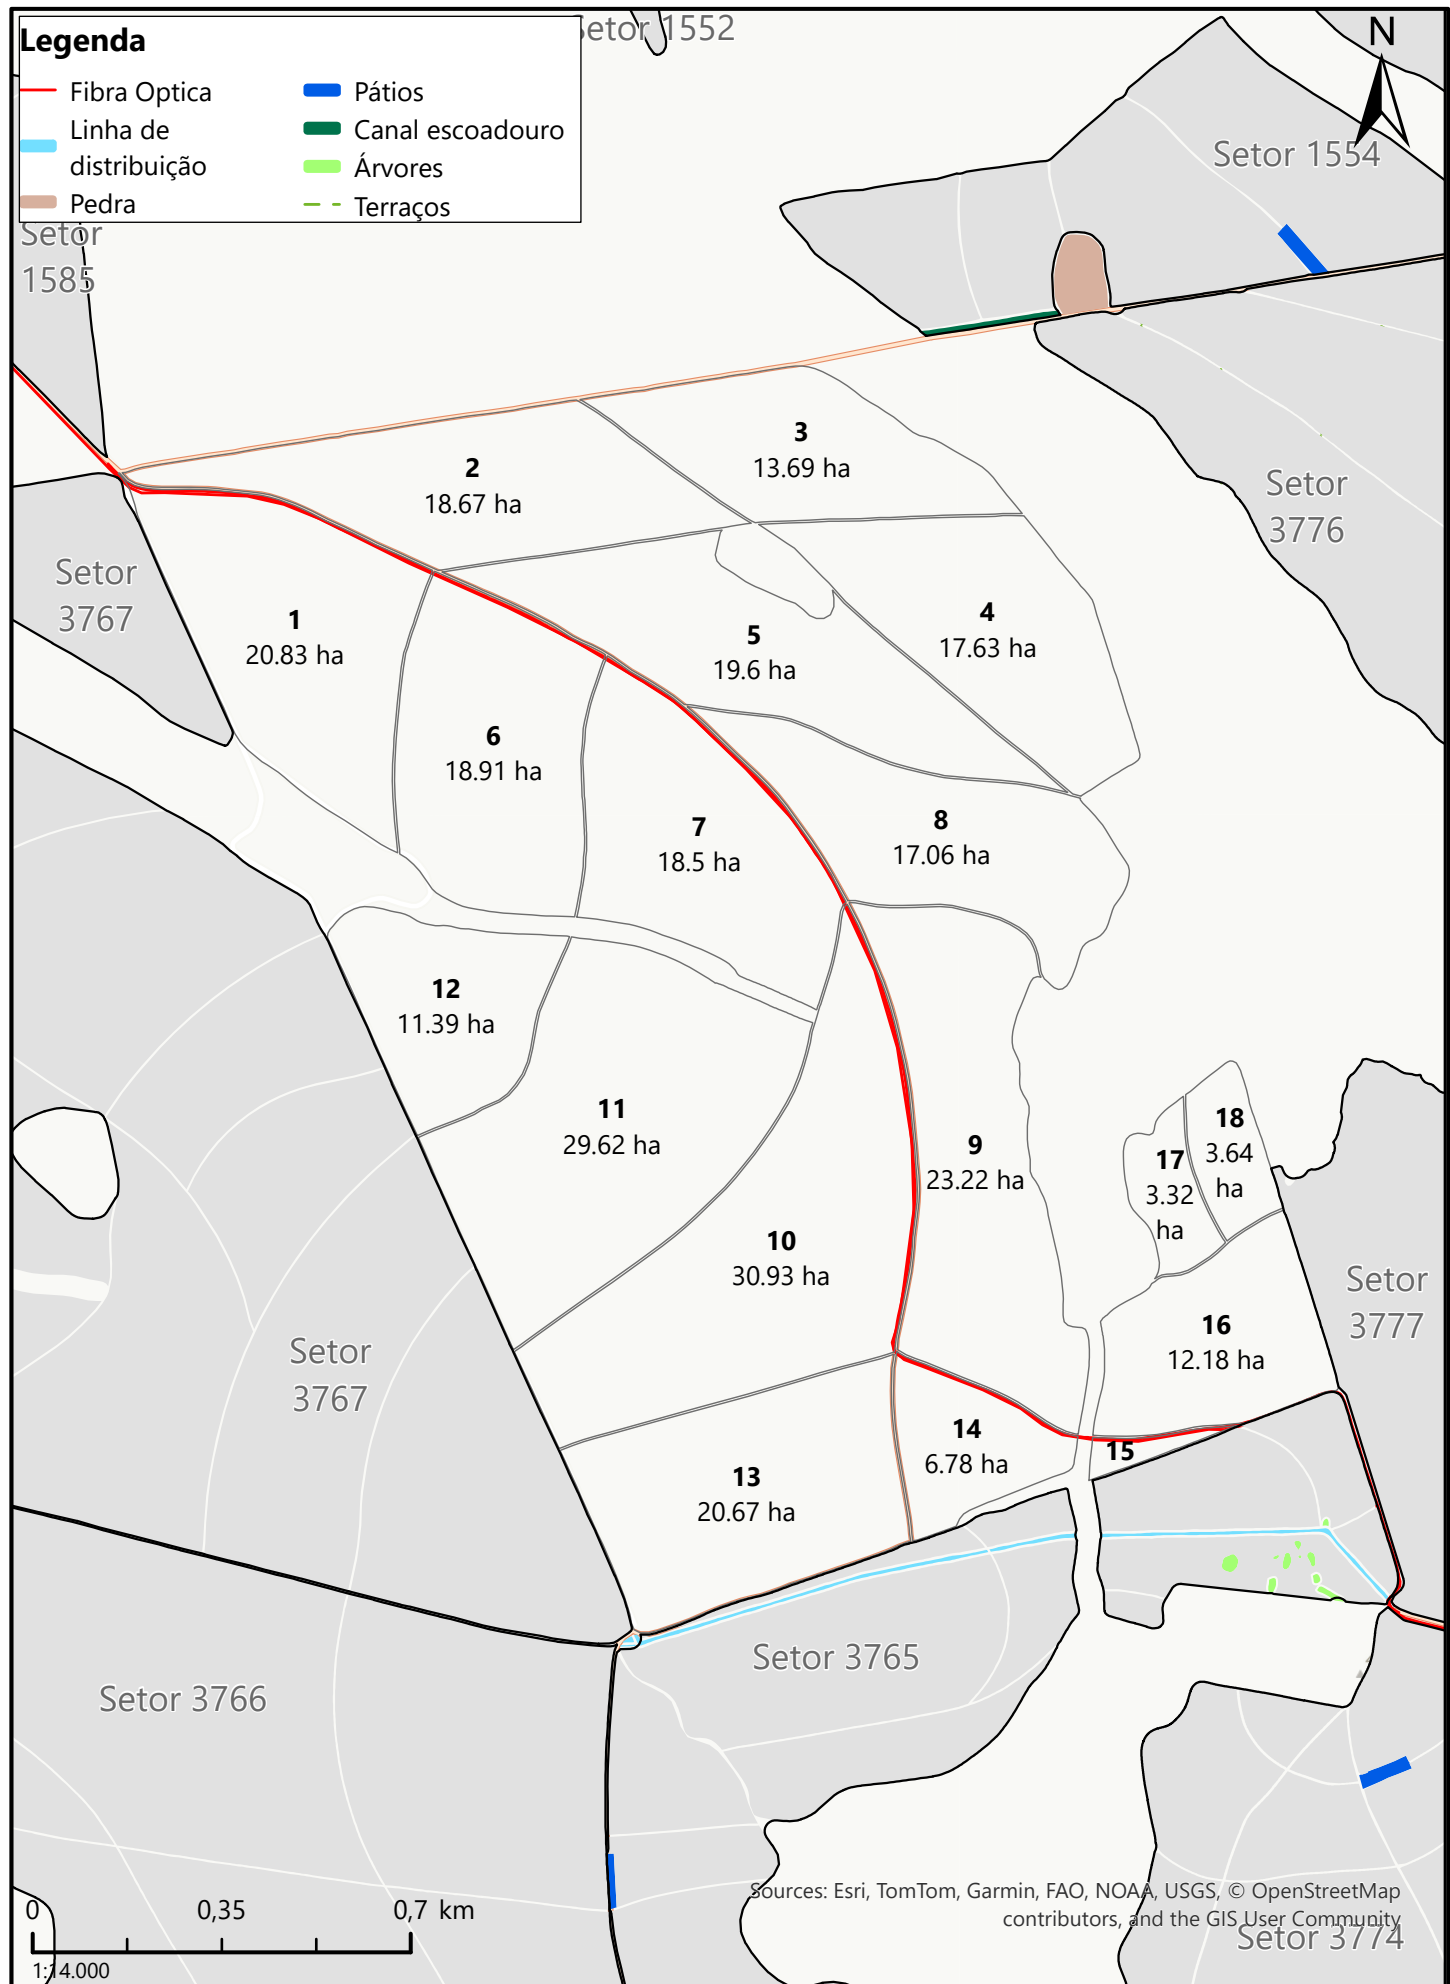 Setor 1552
Legenda
Fibra Optica
Linha de
distribuição
Pedra
Pátios
Canal escoadouro
Árvores
Terraços
N
Setor 1554
Setor
1585
3
13.69 ha
2
18.67 ha
Setor
3776
Setor
3767
1
20.83 ha
5
19.6 ha
4
17.63 ha
6
18.91 ha
7
18.5 ha
8
17.06 ha
12
11.39 ha
11
29.62 ha
9
23.22 ha
17
3.32
ha
18
3.64
ha
10
30.93 ha
Setor
3777
16
12.18 ha
Setor
3767
14
6.78 ha
15
13
20.67 ha
Setor 3765
Setor 3766
Sources: Esri, TomTom, Garmin, FAO, NOAA, USGS, © OpenStreetMap
contributors, and the GIS User Community
Setor 3774
0 0,35 0,7 km
1:14.000